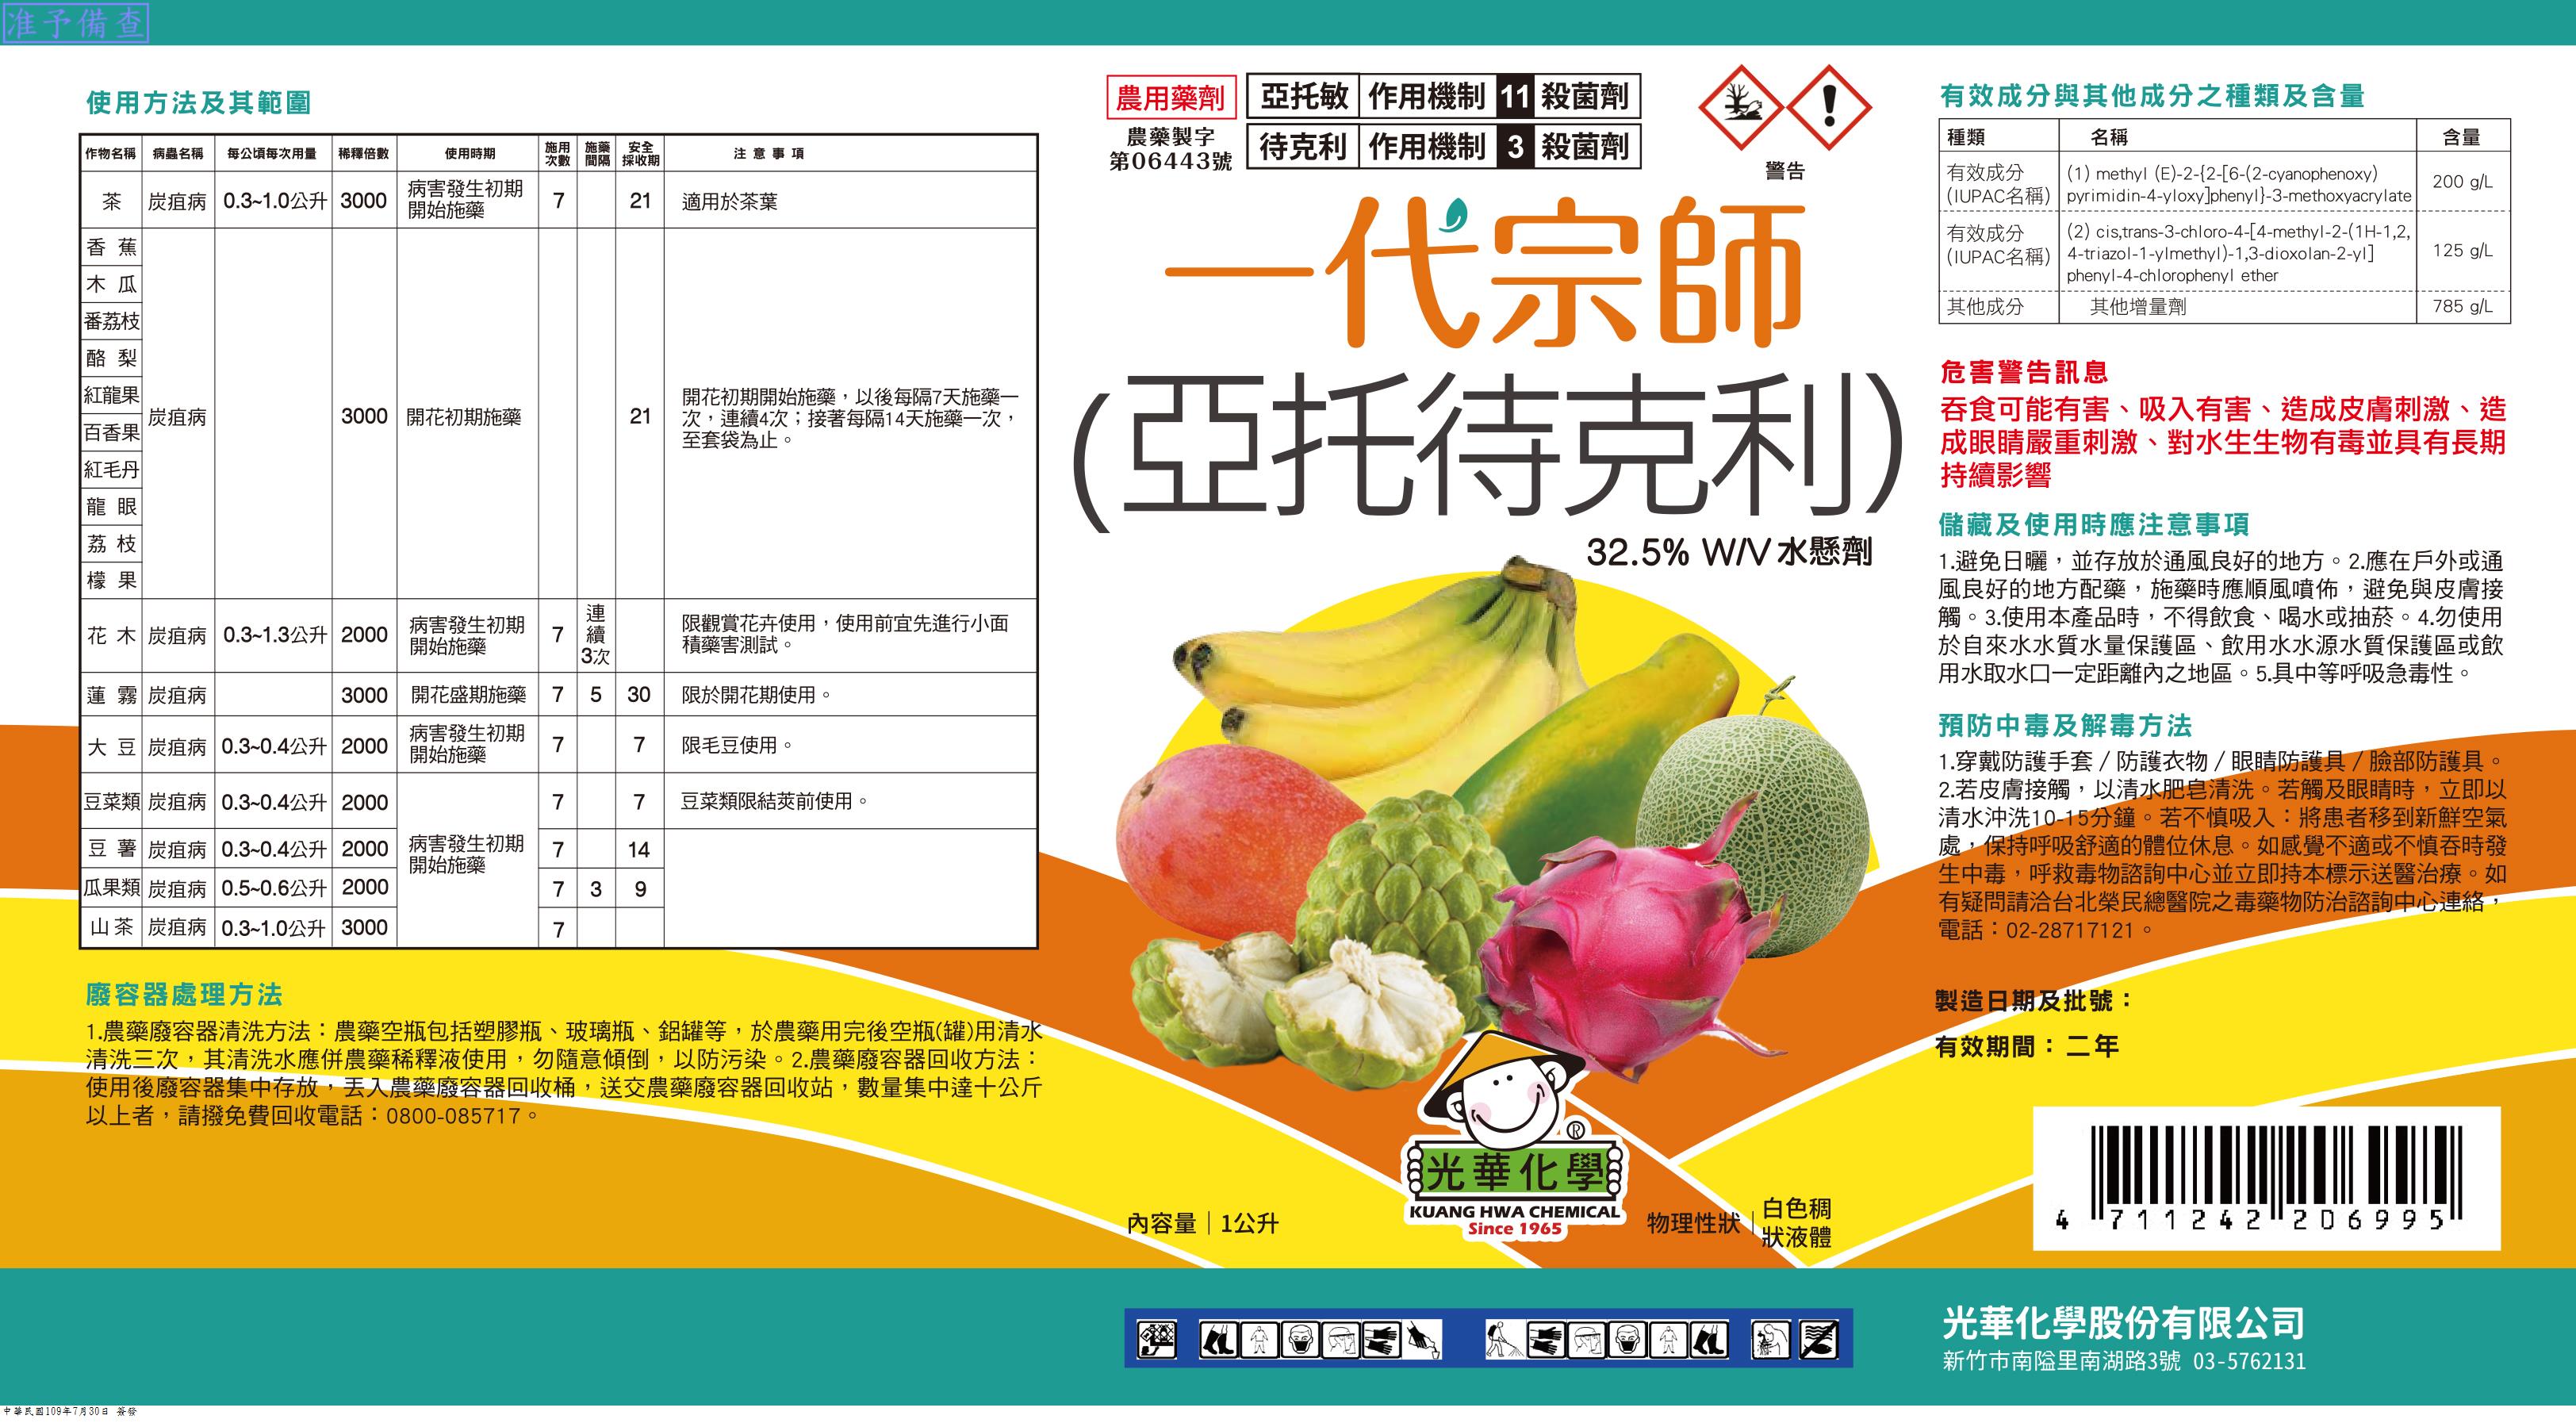 准予備查
使用方法及其範圍
作物名稱 病蟲名稱 每公頃每次用量 稀釋倍數 使用時期 施用次數 施藥間隔 安全採收期 注意事項
茶 炭疽病 0.3~1.0公升 3000 病害發生初期開始施藥 7 21 適用於茶葉
香蕉
木瓜
番荔枝
酪梨
紅龍果
百香果
紅毛丹
龍眼
荔枝
檬果
炭疽病 3000 開花初期施藥 21
開花初期開始施藥，以後每隔7天施藥一
次，連續4次；接著每隔14天施藥一次，
至套袋為止。
花木 炭疽病 0.3~1.3公升 2000 病害發生初期開始施藥 7 連續3次 限觀賞花卉使用，使用前宜先進行小面積藥害測試。
蓮霧 炭疽病 3000 開花盛期施藥 7 5 30 限於開花期使用。
大豆 炭疽病 0.3~0.4公升 2000 病害發生初期開始施藥 7 7 限毛豆使用。
豆菜類 炭疽病 0.3~0.4公升 2000 7 7 豆菜類限結莢前使用。
豆薯 炭疽病 0.3~0.4公升 2000 病害發生初期開始施藥 7 14
瓜果類 炭疽病 0.5~0.6公升 2000 7 3 9
山茶 炭疽病 0.3~1.0公升 3000 7
廢容器處理方法
1.農藥廢容器清洗方法：農藥空瓶包括塑膠瓶、玻璃瓶、鋁罐等，於農藥用完後空瓶(罐)用清水
清洗三次，其清洗水應併農藥稀釋液使用，勿隨意傾倒，以防污染。2.農藥廢容器回收方法：
使用後廢容器集中存放，丟入農藥廢容器回收桶，送交農藥廢容器回收站，數量集中達十公斤
以上者，請撥免費回收電話：0800-085717。
農用藥劑
農藥製字
第06443號
亞托敏 作用機制 11 殺菌劑
待克利 作用機制 3 殺菌劑
警告
一代宗師
(亞托待克利)
32.5% W/V 水懸劑
光華化學
®
KUANG HWA CHEMICAL
Since 1965
內容量｜1公升
物理性狀｜白色稠
狀液體
有效成分與其他成分之種類及含量
種類 名稱 含量
有效成分
(IUPAC名稱)
(1) methyl (E)-2-{2-[6-(2-cyanophenoxy)
pyrimidin-4-yloxy]phenyl}-3-methoxyacrylate
200 g/L
有效成分
(IUPAC名稱)
(2) cis,trans-3-chloro-4-[4-methyl-2-(1H-1,2,
4-triazol-1-ylmethyl)-1,3-dioxolan-2-yl]
phenyl-4-chlorophenyl ether
125 g/L
其他成分 其他增量劑 785 g/L
危害警告訊息
吞食可能有害、吸入有害、造成皮膚刺激、造
成眼睛嚴重刺激、對水生生物有毒並具有長期
持續影響
儲藏及使用時應注意事項
1.避免日曬，並存放於通風良好的地方。2.應在戶外或通
風良好的地方配藥，施藥時應順風噴佈，避免與皮膚接
觸。3.使用本產品時，不得飲食、喝水或抽菸。4.勿使用
於自來水水質水量保護區、飲用水水源水質保護區或飲
用水取水口一定距離內之地區。5.具中等呼吸急毒性。
預防中毒及解毒方法
1.穿戴防護手套／防護衣物／眼睛防護具／臉部防護具。
2.若皮膚接觸，以清水肥皂清洗。若觸及眼睛時，立即以
清水沖洗10-15分鐘。若不慎吸入：將患者移到新鮮空氣
處，保持呼吸舒適的體位休息。如感覺不適或不慎吞時發
生中毒，呼救毒物諮詢中心並立即持本標示送醫治療。如
有疑問請洽台北榮民總醫院之毒藥物防治諮詢中心連絡，
電話：02-28717121。
製造日期及批號：
有效期間：二年
4 711242 206995
光華化學股份有限公司
新竹市南隘里南湖路3號 03-5762131
中華民國109年7月30日 簽發